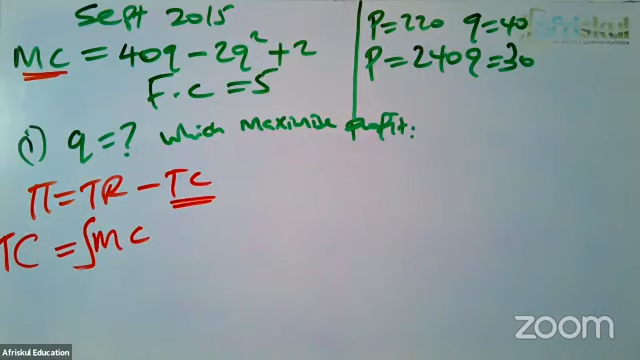 Sept 2015
MC = 40q - 2q² + 2
F.C = 5
P = 220 q = 40
P = 240 q = 30
afriskul
(i) q = ? which maximise profit:
π = TR - TC
TC = ∫MC
zoom
Afriskul Education